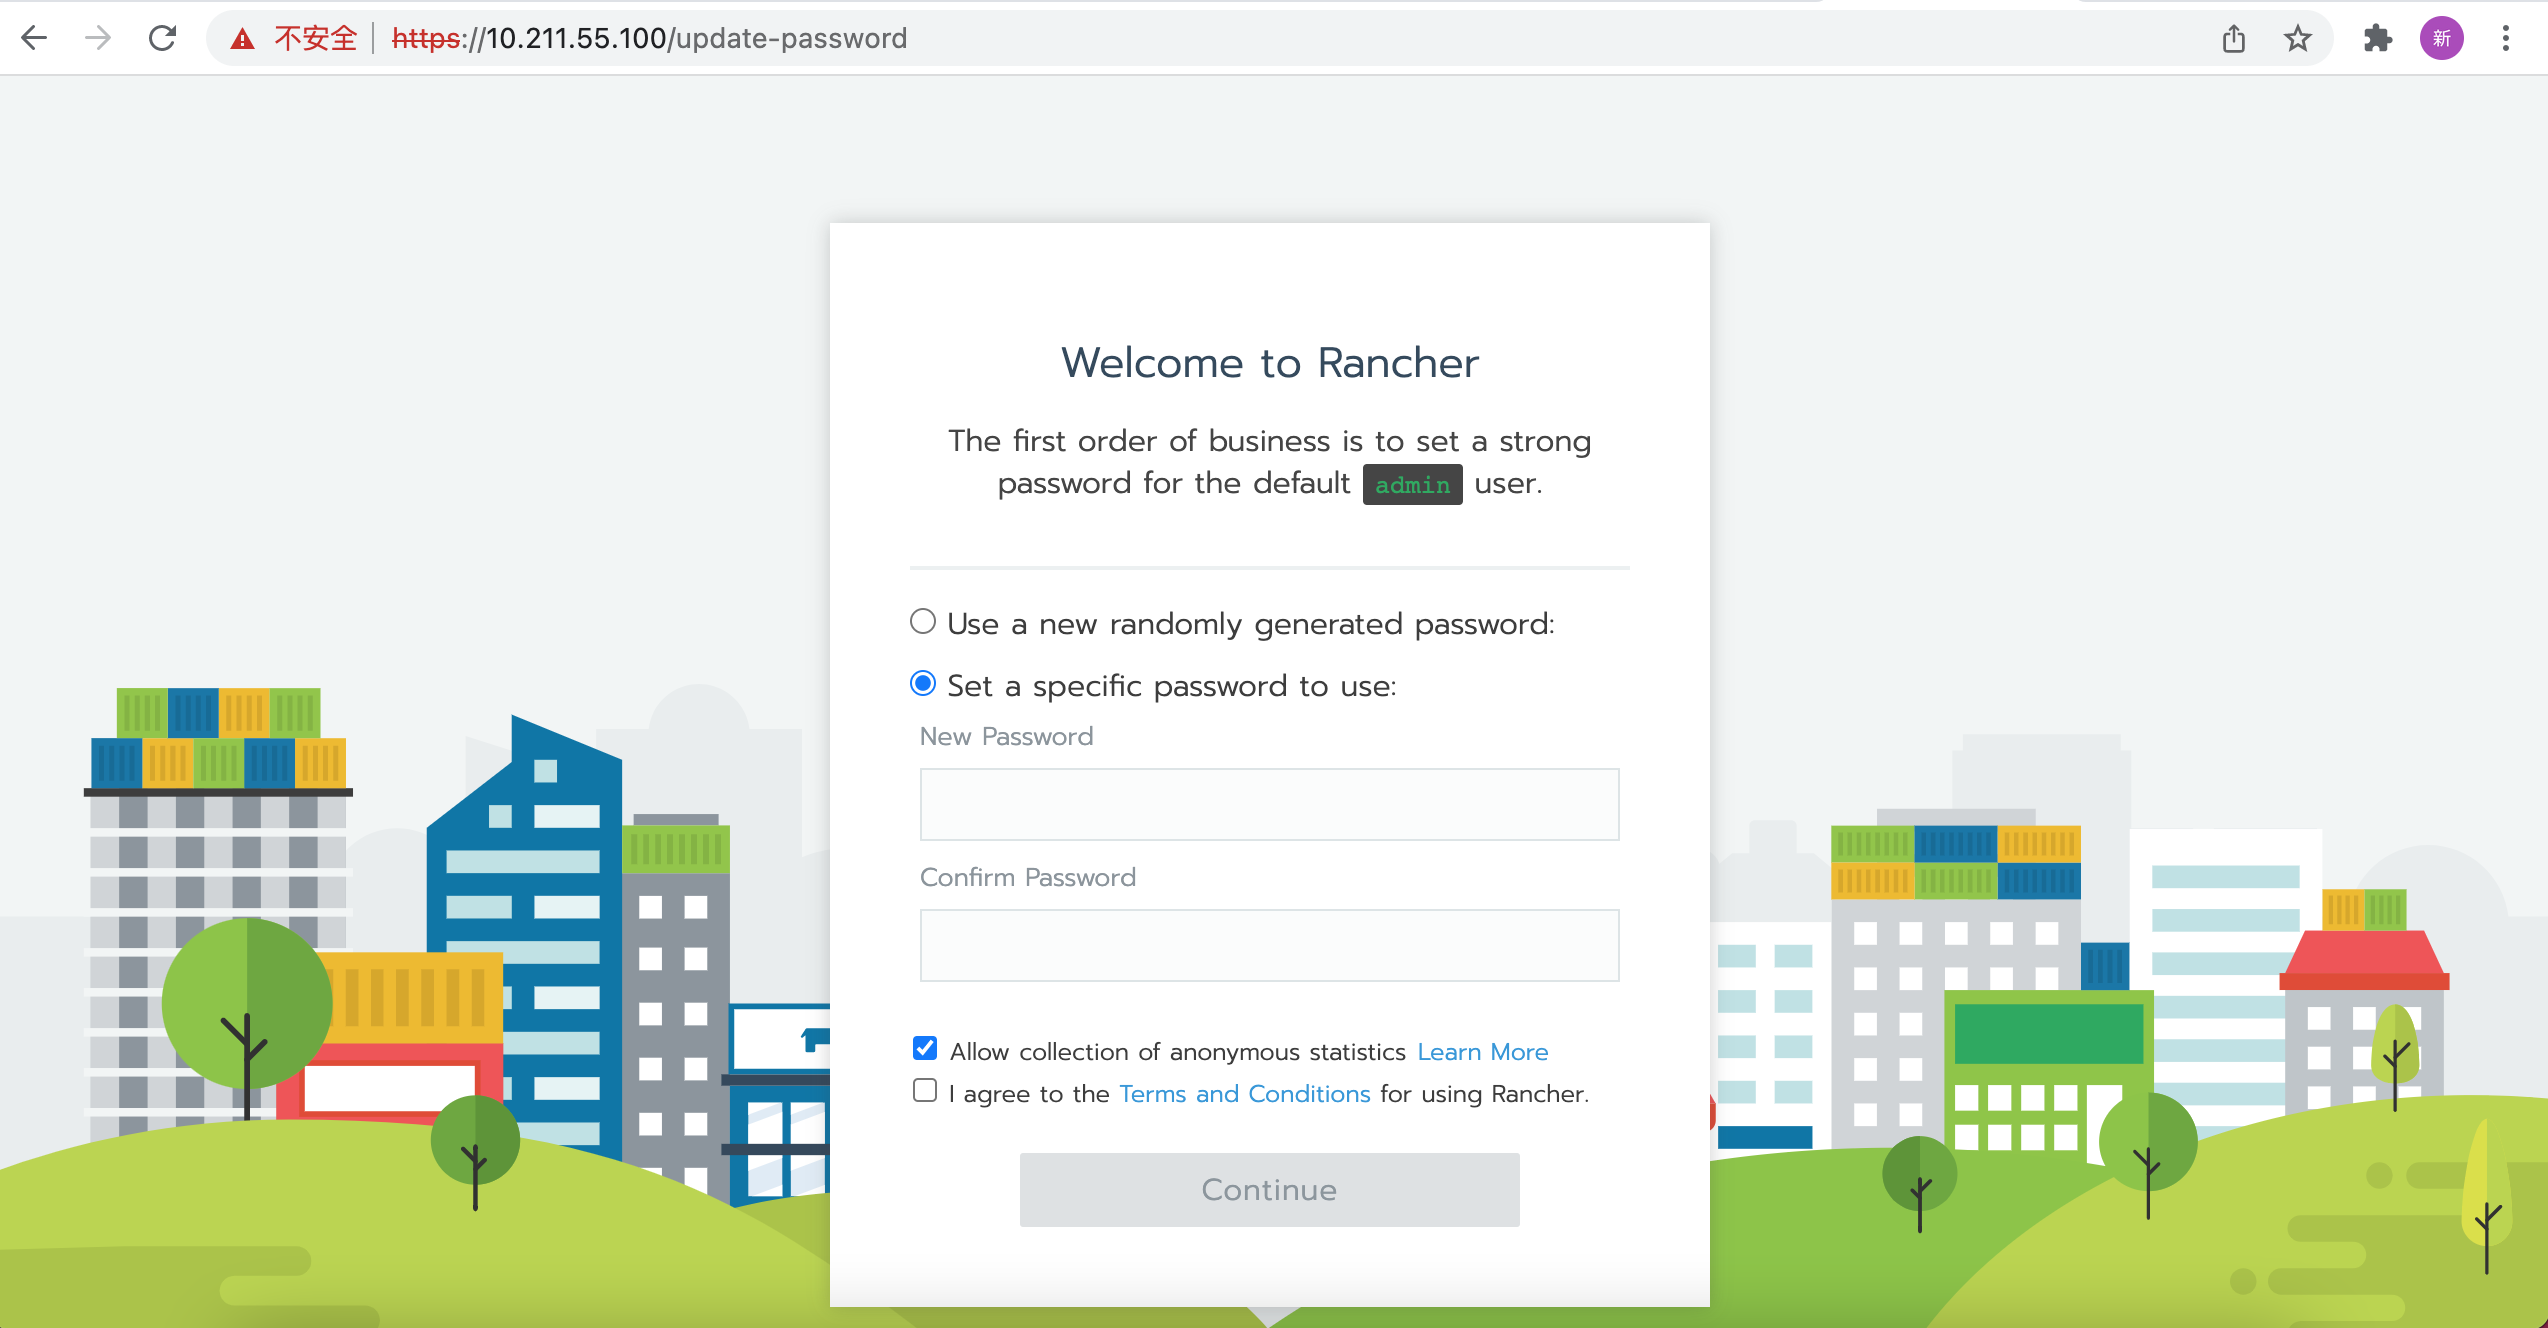 不安全 https://10.211.55.100/update-password 新
Welcome to Rancher
The first order of business is to set a strong
password for the default admin user.
Use a new randomly generated password:
Set a specific password to use:
New Password
Confirm Password
Allow collection of anonymous statistics Learn More
I agree to the Terms and Conditions for using Rancher.
Continue